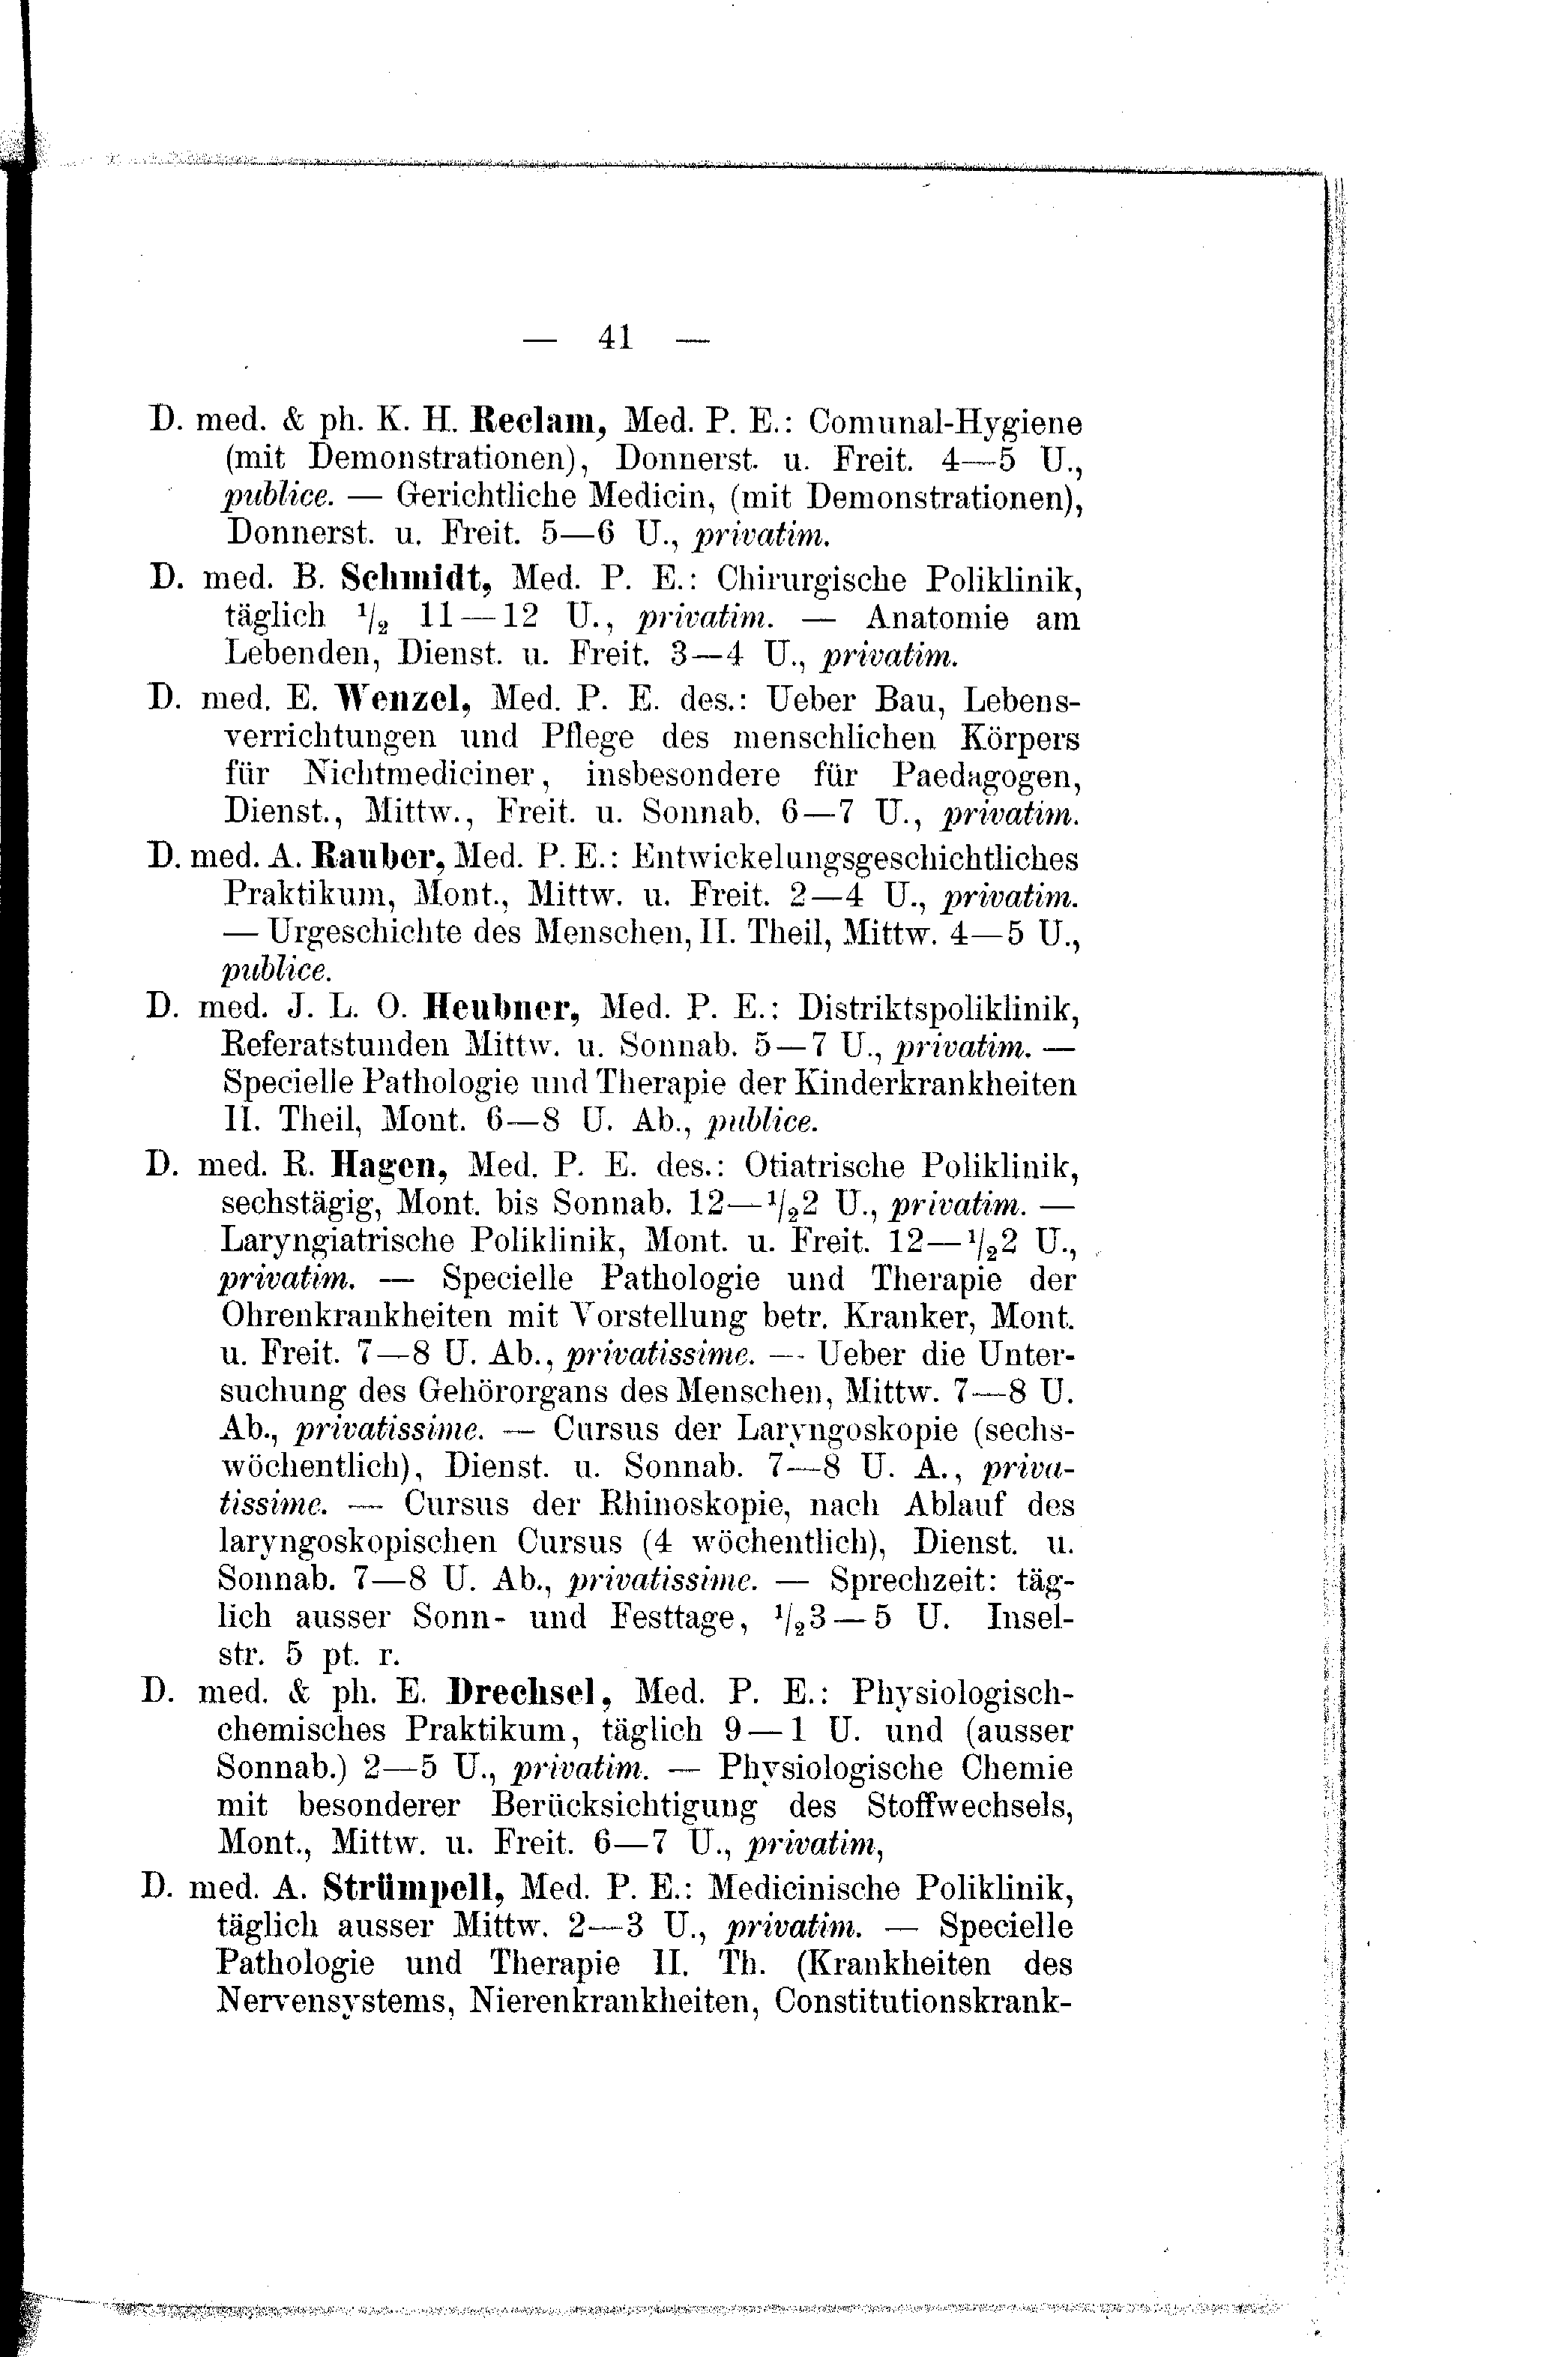 — 41 —
D. med. & ph. K. H. Reclam, Med. P. E.: Comunal-Hygiene
(mit Demonstrationen), Donnerst. u. Freit. 4—5 U.,
publice. — Gerichtliche Medicin, (mit Demonstrationen),
Donnerst. u. Freit. 5—6 U., privatim.
D. med. B. Schmidt, Med. P. E.: Chirurgische Poliklinik,
täglich 1/2 11—12 U., privatim. — Anatomie am
Lebenden, Dienst. u. Freit. 3—4 U., privatim.
D. med. E. Wenzel, Med. P. E. des.: Ueber Bau, Lebens-
verrichtungen und Pflege des menschlichen Körpers
für Nichtmediciner, insbesondere für Paedagogen,
Dienst., Mittw., Freit. u. Sonnab. 6—7 U., privatim.
D. med. A. Rauber, Med. P. E.: Entwickelungsgeschichtliches
Praktikum, Mont., Mittw. u. Freit. 2—4 U., privatim.
— Urgeschichte des Menschen, II. Theil, Mittw. 4—5 U.,
publice.
D. med. J. L. O. Heubner, Med. P. E.: Distriktspoliklinik,
Referatstunden Mittw. u. Sonnab. 5—7 U., privatim. —
Specielle Pathologie und Therapie der Kinderkrankheiten
II. Theil, Mont. 6—8 U. Ab., publice.
D. med. R. Hagen, Med. P. E. des.: Otiatrische Poliklinik,
sechstägig, Mont. bis Sonnab. 12—1/2 2 U., privatim. —
Laryngiatrische Poliklinik, Mont. u. Freit. 12—1/2 2 U.,
privatim. — Specielle Pathologie und Therapie der
Ohrenkrankheiten mit Vorstellung betr. Kranker, Mont.
u. Freit. 7—8 U. Ab., privatissime. — Ueber die Unter-
suchung des Gehörorgans des Menschen, Mittw. 7—8 U.
Ab., privatissime. — Cursus der Laryngoskopie (sechs-
wöchentlich), Dienst. u. Sonnab. 7—8 U. A., priva-
tissime. — Cursus der Rhinoskopie, nach Ablauf des
laryngoskopischen Cursus (4 wöchentlich), Dienst. u.
Sonnab. 7—8 U. Ab., privatissime. — Sprechzeit: täg-
lich ausser Sonn- und Festtage, 1/2 3—5 U. Insel-
str. 5 pt. r.
D. med. & ph. E. Drechsel, Med. P. E.: Physiologisch-
chemisches Praktikum, täglich 9—1 U. und (ausser
Sonnab.) 2—5 U., privatim. — Physiologische Chemie
mit besonderer Berücksichtigung des Stoffwechsels,
Mont., Mittw. u. Freit. 6—7 U., privatim,
D. med. A. Strümpell, Med. P. E.: Medicinische Poliklinik,
täglich ausser Mittw. 2—3 U., privatim. — Specielle
Pathologie und Therapie II. Th. (Krankheiten des
Nervensystems, Nierenkrankheiten, Constitutionskrank-